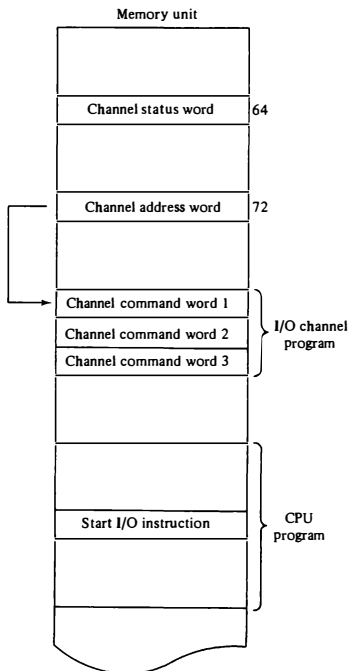 Memory unit
Channel status word 64
Channel address word 72
Channel command word 1
Channel command word 2
Channel command word 3
I/O channel
program
Start I/O instruction
CPU
program